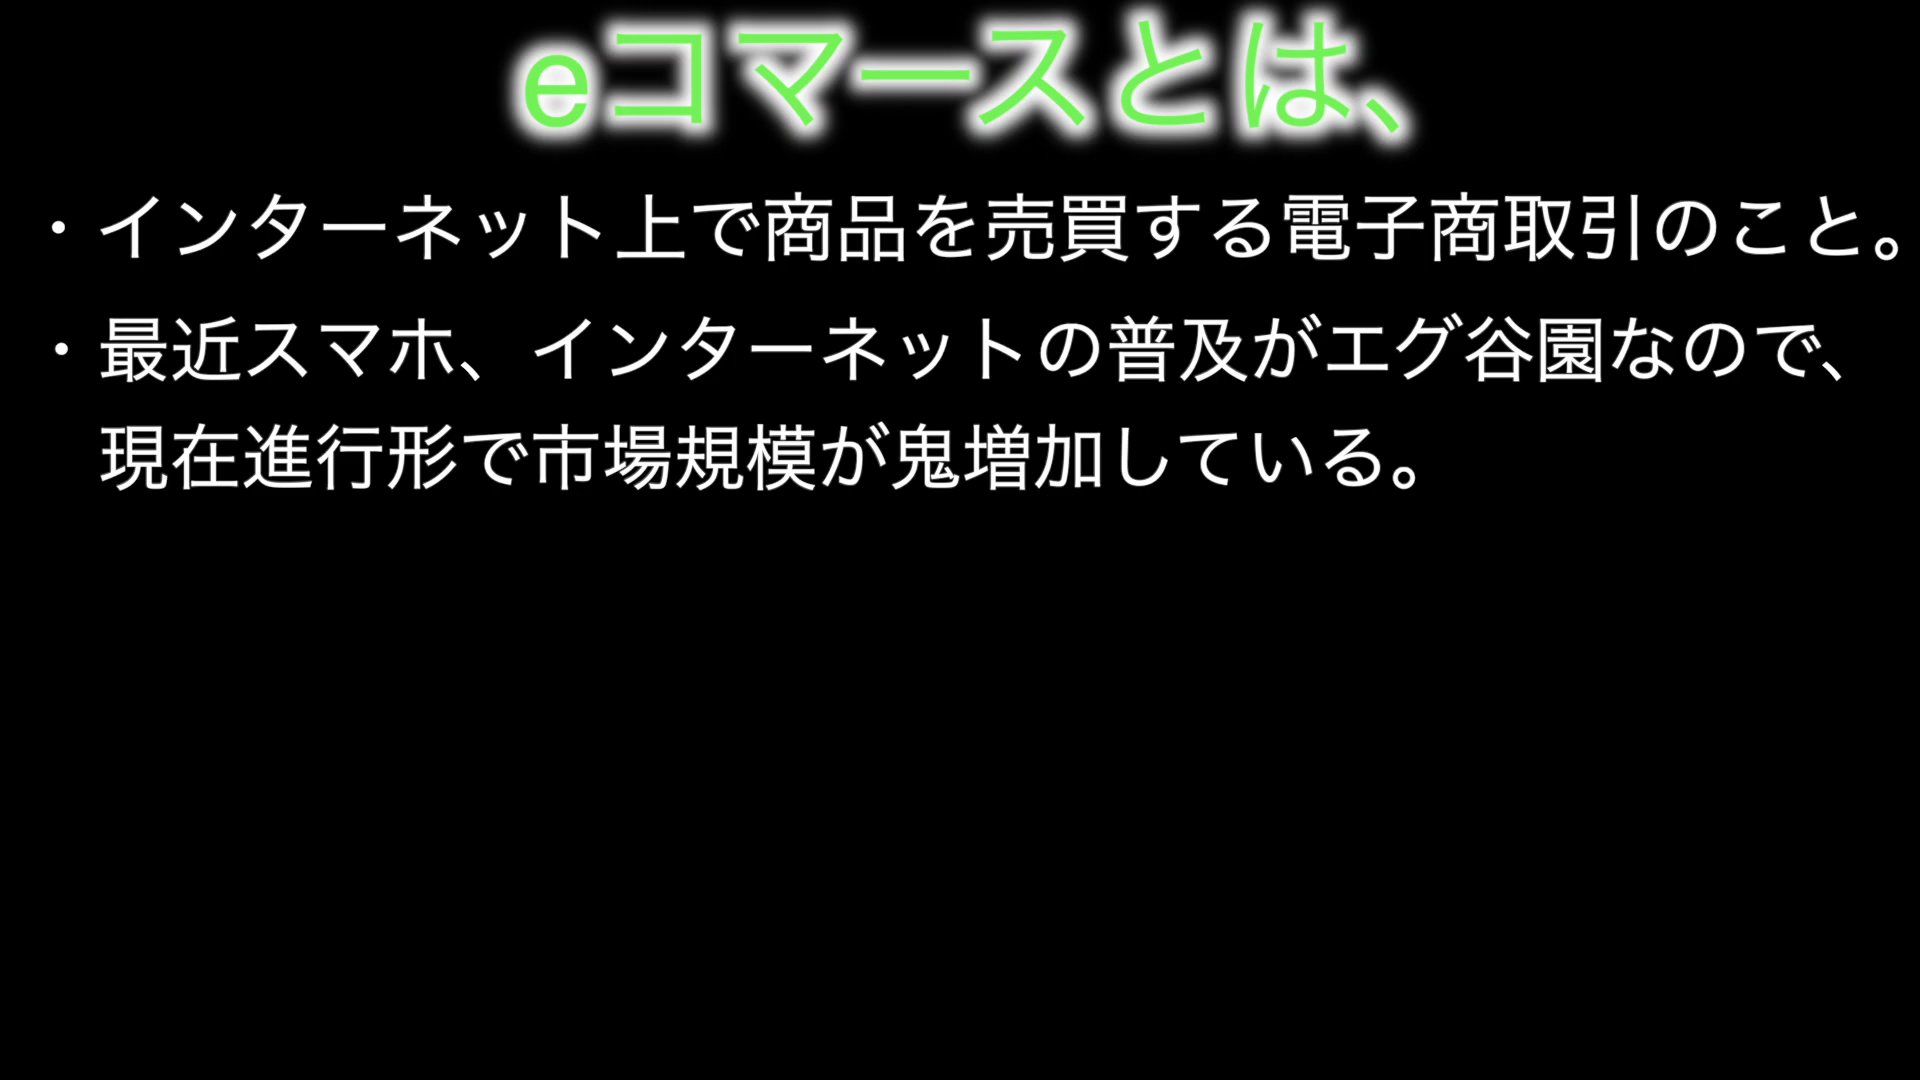 eコマースとは、
・インターネット上で商品を売買する電子商取引のこと。
・最近スマホ、インターネットの普及がエグ谷園なので、
現在進行形で市場規模が鬼増加している。